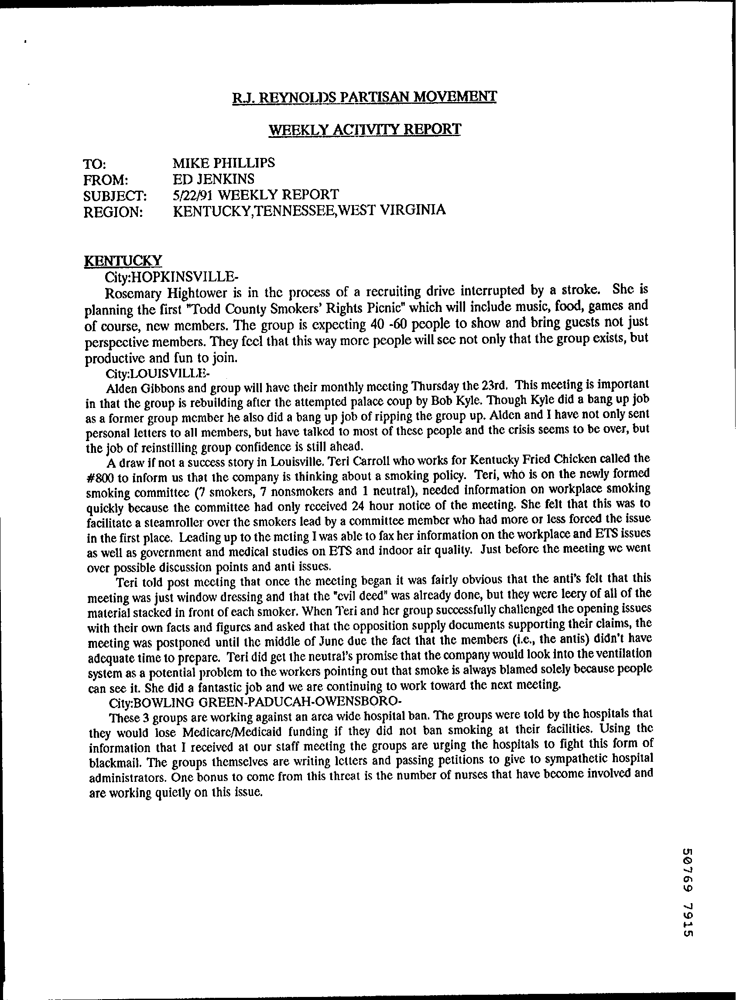 R.J. REYNOLDS PARTISAN MOVEMENT
WEEKLY ACTIVITY REPORT
TO: MIKE PHILLIPS
FROM: ED JENKINS
SUBJECT: 5/22/91 WEEKLY REPORT
REGION: KENTUCKY,TENNESSEE,WEST VIRGINIA
KENTUCKY
City:HOPKINSVILLE-
Rosemary Hightower is in the process of a recruiting drive interrupted by a stroke. She is
planning the first "Todd County Smokers' Rights Picnic" which will include music, food, games and
of course, new members. The group is expecting 40 -60 people to show and bring guests not just
perspective members. They feel that this way more people will see not only that the group exists, but
productive and fun to join.
City:LOUISVILLE-
Alden Gibbons and group will have their monthly meeting Thursday the 23rd. This meeting is important
in that the group is rebuilding after the attempted palace coup by Bob Kyle. Though Kyle did a bang up job
as a former group member he also did a bang up job of ripping the group up. Alden and I have not only sent
personal letters to all members, but have talked to most of these people and the crisis seems to be over, but
the job of reinstilling group confidence is still ahead.
A draw if not a success story in Louisville. Teri Carroll who works for Kentucky Fried Chicken called the
#800 to inform us that the company is thinking about a smoking policy. Teri, who is on the newly formed
smoking committee (7 smokers, 7 nonsmokers and 1 neutral), needed information on workplace smoking
quickly because the committee had only received 24 hour notice of the meeting. She felt that this was to
facilitate a steamroller over the smokers lead by a committee member who had more or less forced the issue
in the first place. Leading up to the meting I was able to fax her information on the workplace and ETS issues
as well as government and medical studies on ETS and indoor air quality. Just before the meeting we went
over possible discussion points and anti issues.
Teri told post meeting that once the meeting began it was fairly obvious that the anti's felt that this
meeting was just window dressing and that the "evil deed" was already done, but they were leery of all of the
material stacked in front of each smoker. When Teri and her group successfully challenged the opening issues
with their own facts and figures and asked that the opposition supply documents supporting their claims, the
meeting was postponed until the middle of June due the fact that the members (i.e., the antis) didn't have
adequate time to prepare. Teri did get the neutral's promise that the company would look into the ventilation
system as a potential problem to the workers pointing out that smoke is always blamed solely because people
can see it. She did a fantastic job and we are continuing to work toward the next meeting.
City:BOWLING GREEN-PADUCAH-OWENSBORO-
These 3 groups are working against an area wide hospital ban. The groups were told by the hospitals that
they would lose Medicare/Medicaid funding if they did not ban smoking at their facilities. Using the
information that I received at our staff meeting the groups are urging the hospitals to fight this form of
blackmail. The groups themselves are writing letters and passing petitions to give to sympathetic hospital
administrators. One bonus to come from this threat is the number of nurses that have become involved and
are working quietly on this issue.
50769 7915